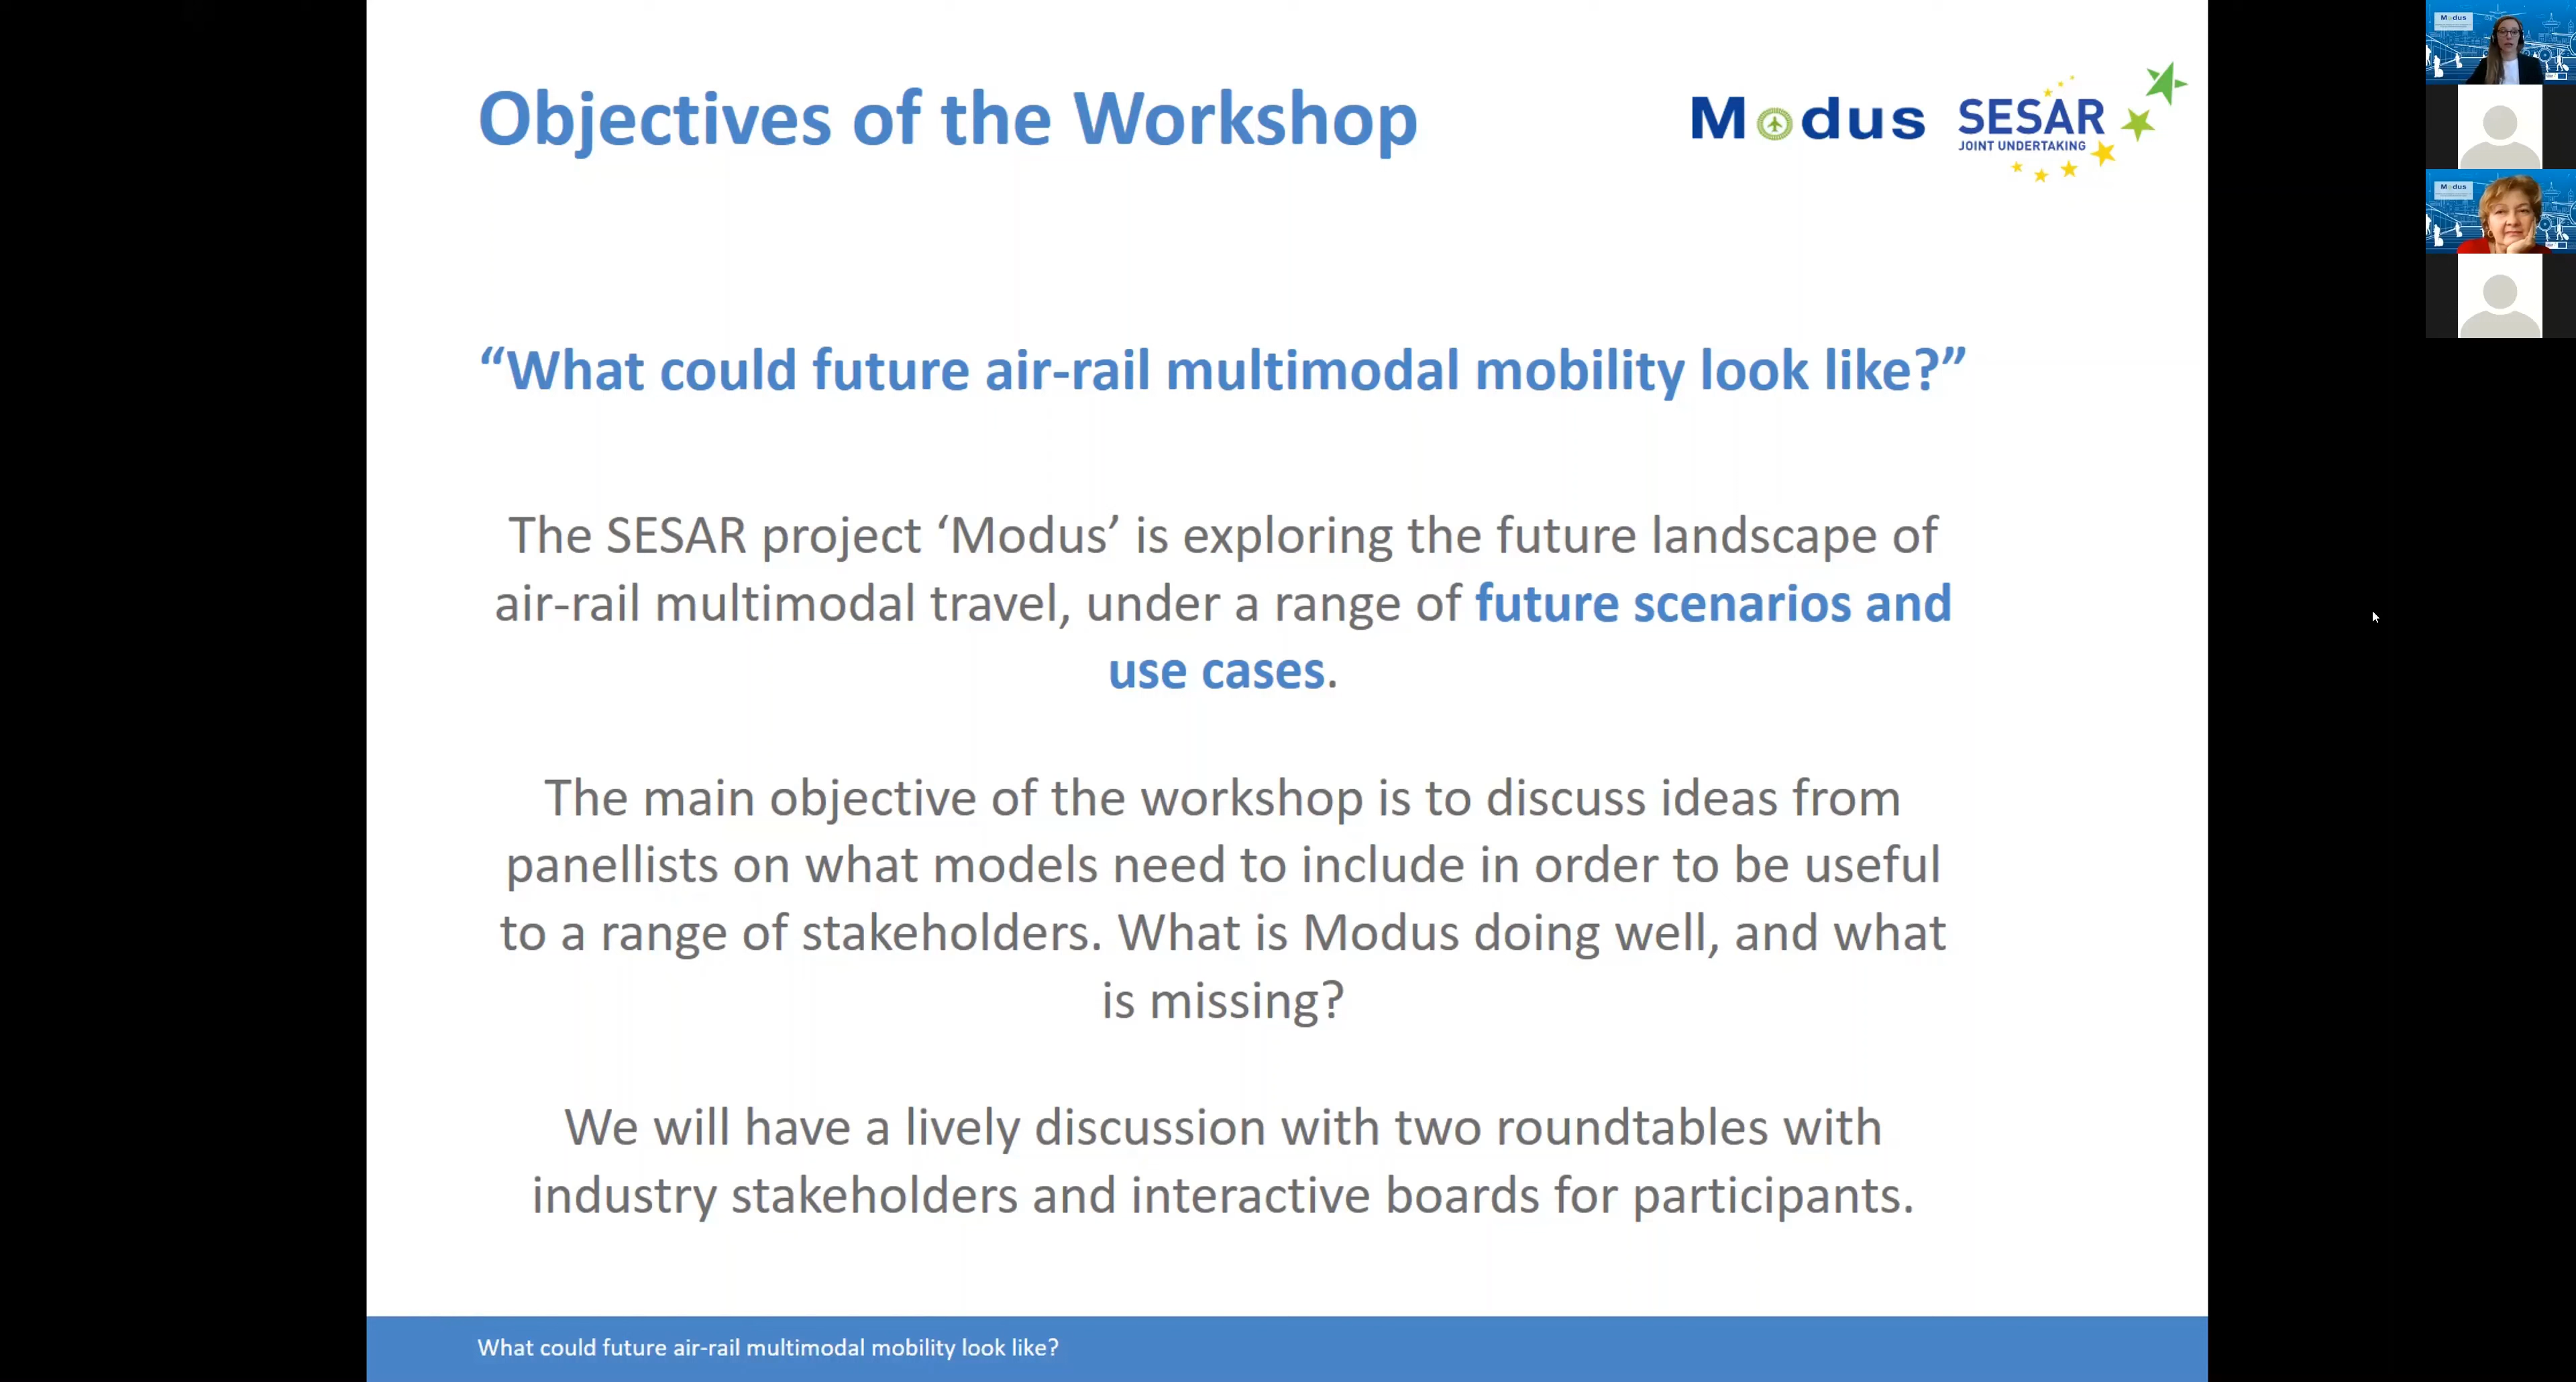 Objectives of the Workshop
Modus
SESAR
JOINT UNDERTAKING
“What could future air-rail multimodal mobility look like?”
The SESAR project ‘Modus’ is exploring the future landscape of
air-rail multimodal travel, under a range of future scenarios and
use cases.
The main objective of the workshop is to discuss ideas from
panellists on what models need to include in order to be useful
to a range of stakeholders. What is Modus doing well, and what
is missing?
We will have a lively discussion with two roundtables with
industry stakeholders and interactive boards for participants.
What could future air-rail multimodal mobility look like?
Modus
Modus